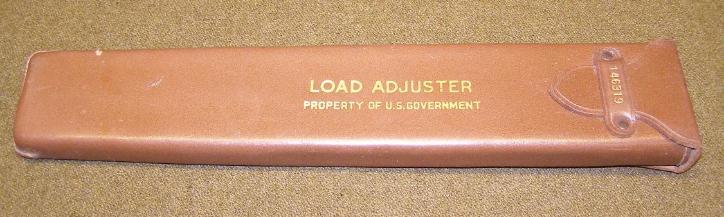 LOAD ADJUSTER
PROPERTY OF U.S. GOVERNMENT
146319